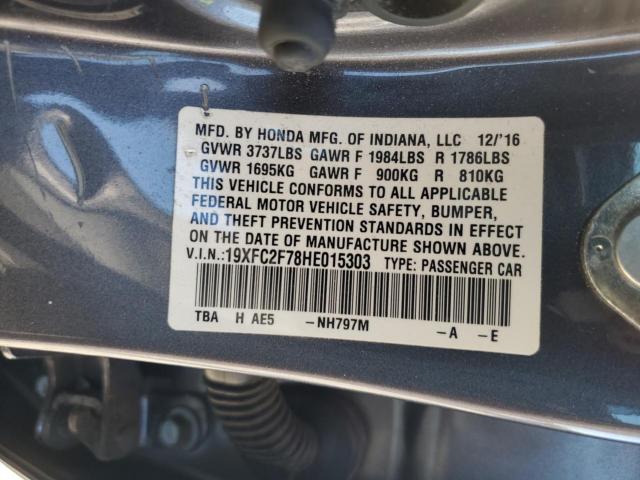 MFD. BY HONDA MFG. OF INDIANA, LLC 12/'16
GVWR 3737LBS GAWR F 1984LBS R 1786LBS
GVWR 1695KG GAWR F 900KG R 810KG
THIS VEHICLE CONFORMS TO ALL APPLICABLE
FEDERAL MOTOR VEHICLE SAFETY, BUMPER,
AND THEFT PREVENTION STANDARDS IN EFFECT
ON THE DATE OF MANUFACTURE SHOWN ABOVE.
V.I.N.: 19XFC2F78HE015303 TYPE: PASSENGER CAR
TBA H AE5 -NH797M -A -E